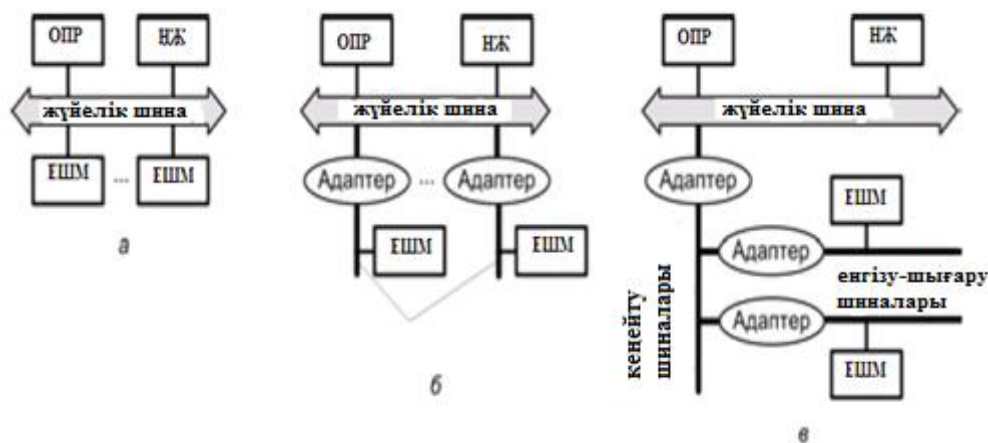 ОПР
НЖ
жүйелік шина
ЕШМ
...
ЕШМ
а
ОПР
НЖ
жүйелік шина
Адаптер
...
Адаптер
ЕШМ
ЕШМ
б
ОПР
НЖ
жүйелік шина
Адаптер
ЕШМ
Адаптер
енгізу-шығару
шиналары
Адаптер
ЕШМ
кенейту
шиналары
в